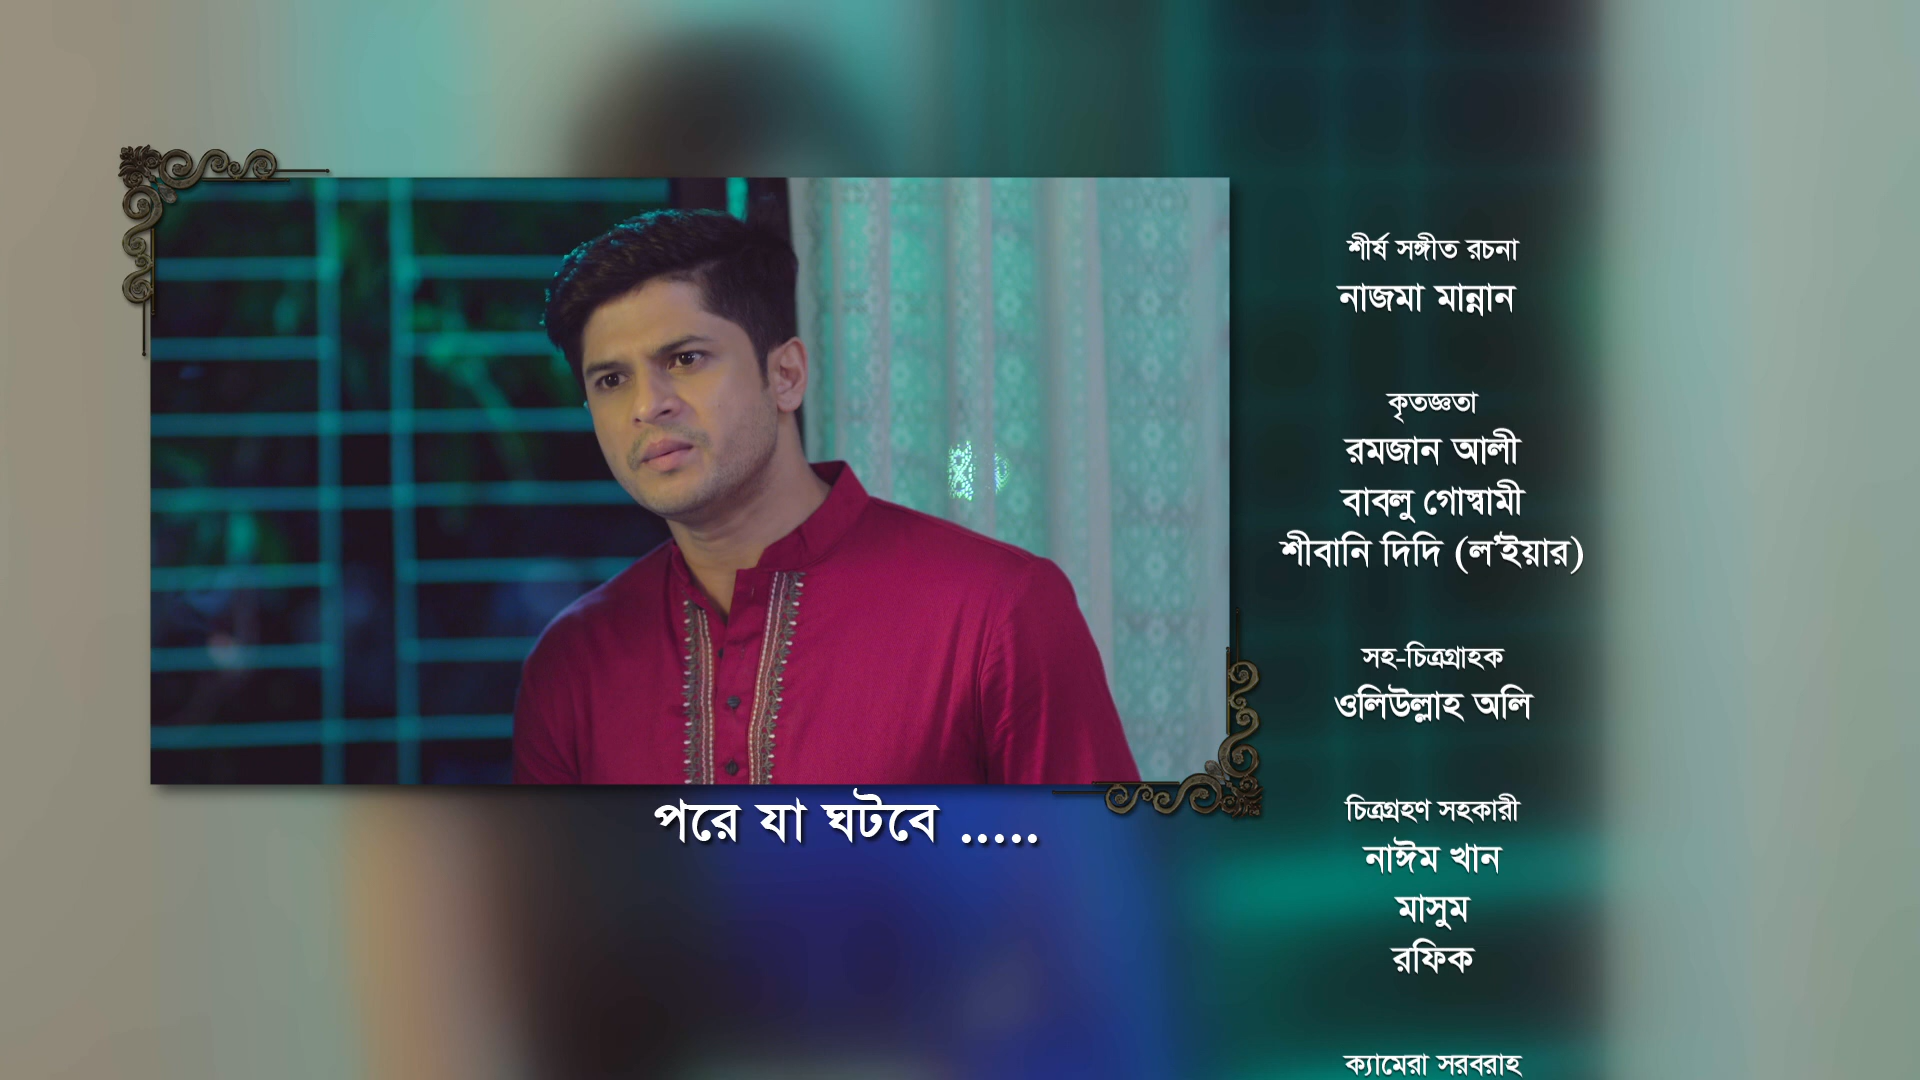 শীর্ষ সঙ্গীত রচনা
নাজমা মান্নান
কৃতজ্ঞতা
রমজান আলী
বাবলু গোস্বামী
শীবানি দিদি (ল'ইয়ার)
সহ-চিত্রগ্রাহক
ওলিউল্লাহ অলি
চিত্রগ্রহণ সহকারী
নাঈম খান
মাসুম
রফিক
ক্যামেরা সরবরাহ
পরে যা ঘটবে .....